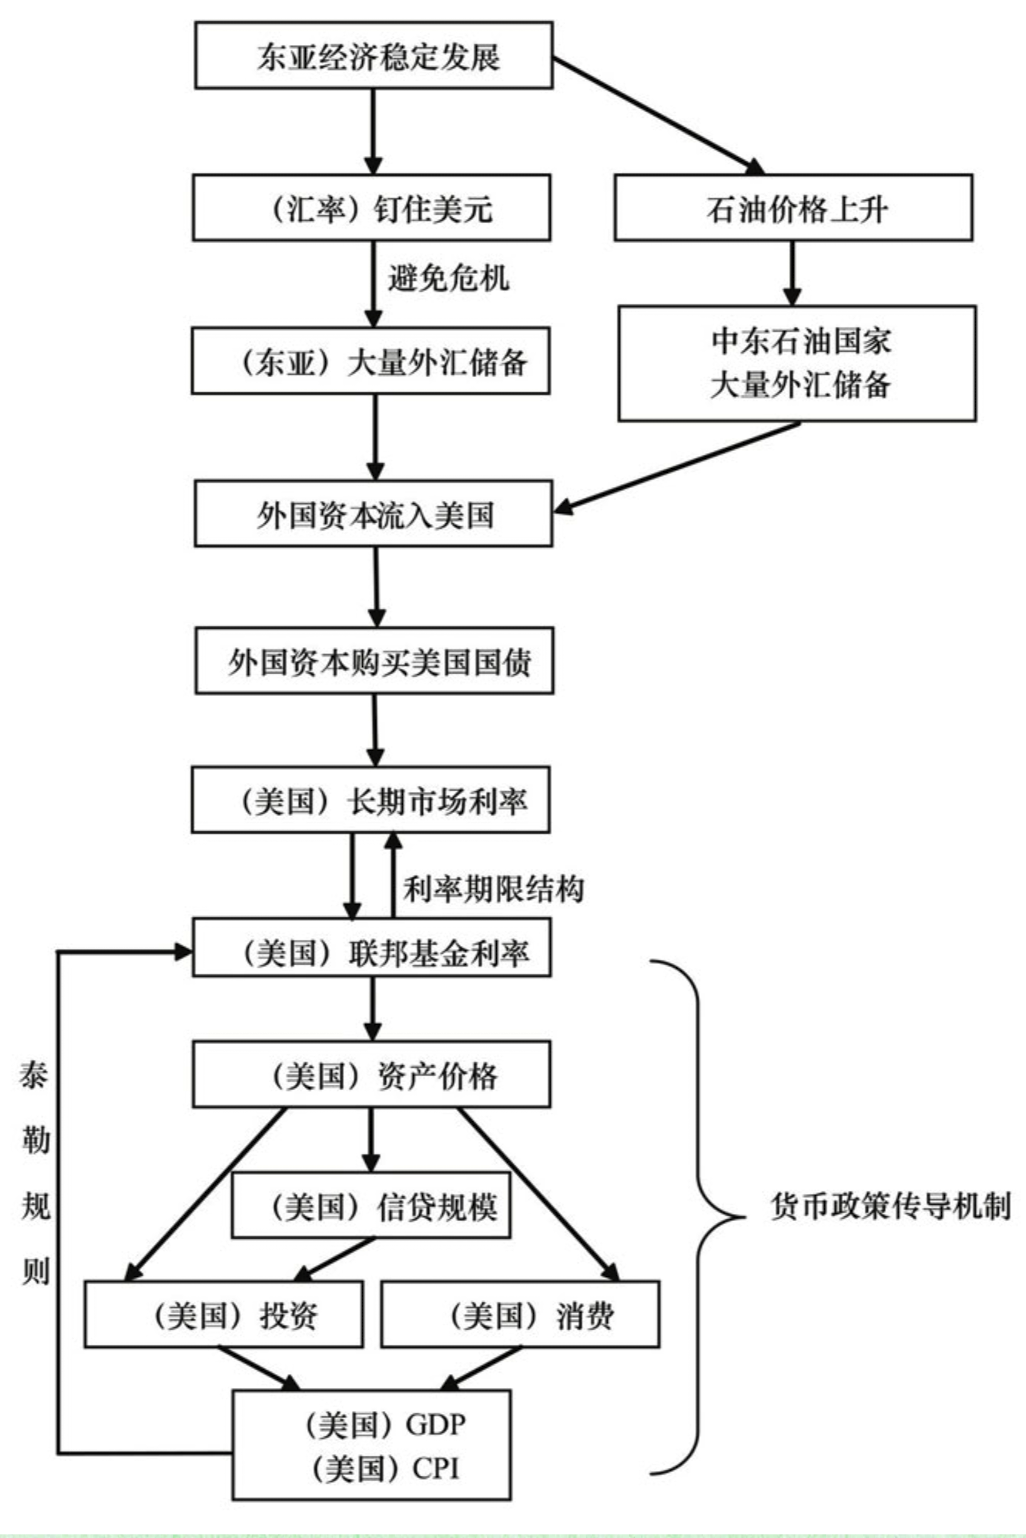 东亚经济稳定发展
（汇率）钉住美元
石油价格上升
避免危机
（东亚）大量外汇储备
中东石油国家
大量外汇储备
外国资本流入美国
外国资本购买美国国债
（美国）长期市场利率
利率期限结构
（美国）联邦基金利率
（美国）资产价格
泰勒规则
（美国）信贷规模
货币政策传导机制
（美国）投资
（美国）消费
（美国）GDP
（美国）CPI